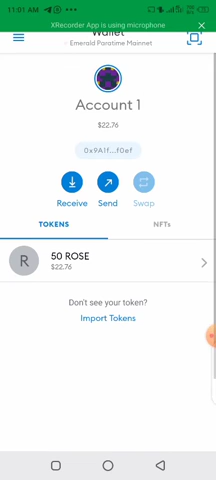 11:01 AM
XRecorder App is using microphone
Wallet
Emerald Paratime Mainnet
Account 1
$22.76
0x9A1f...f0ef
Receive Send Swap
TOKENS NFTs
R
50 ROSE
$22.76
Don't see your token?
Import Tokens